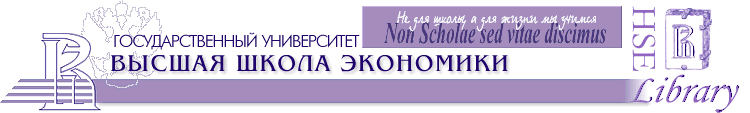 Не для школы, а для жизни мы учимся
Non Scholae sed vitae discimus
ГОСУДАРСТВЕННЫЙ УНИВЕРСИТЕТ
ВЫСШАЯ ШКОЛА ЭКОНОМИКИ
HSE
Library